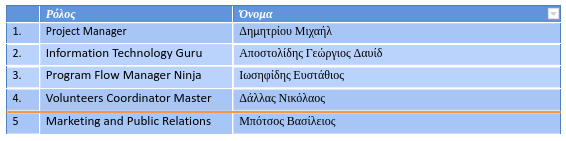 Ρόλος Όνομα
1. Project Manager Δημητρίου Μιχαήλ
2. Information Technology Guru Αποστολίδης Γεώργιος Δαυίδ
3. Program Flow Manager Ninja Ιωσηφίδης Ευστάθιος
4. Volunteers Coordinator Master Δάλλας Νικόλαος
5 Marketing and Public Relations Μπότσος Βασίλειος